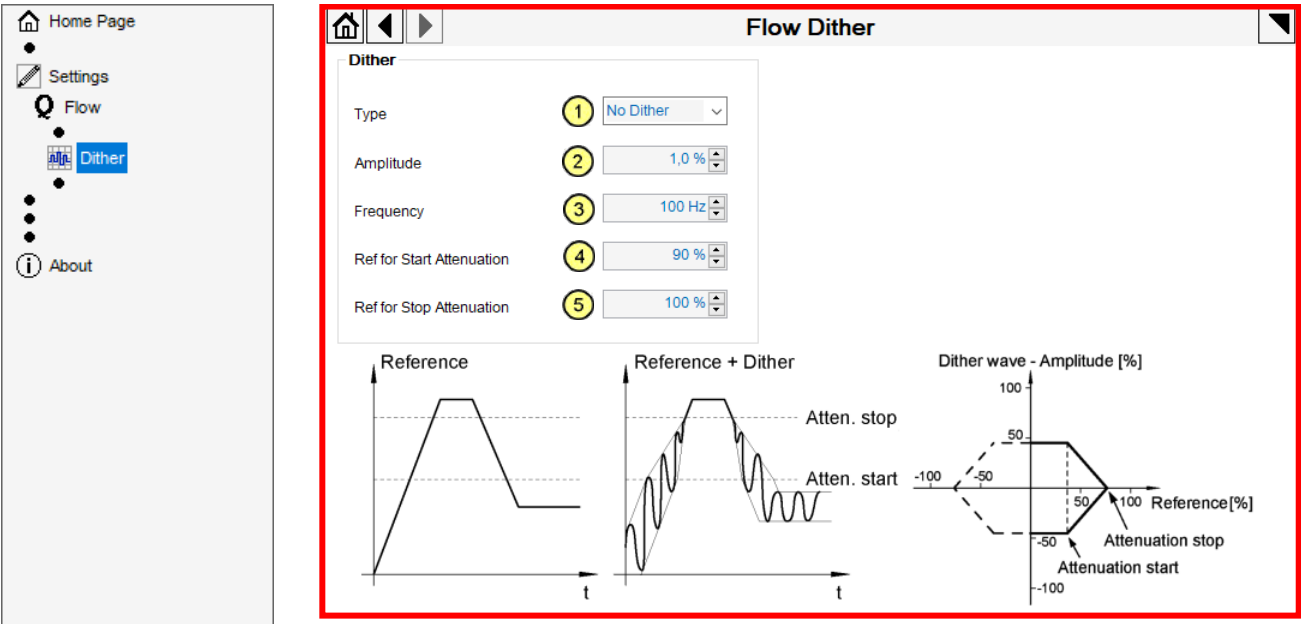 Home Page
Settings
Q Flow
Dither
i About
Flow Dither
Dither
Type 1 No Dither
Amplitude 2 1,0 %
Frequency 3 100 Hz
Ref for Start Attenuation 4 90 %
Ref for Stop Attenuation 5 100 %
Reference
t
Reference + Dither
Atten. stop
Atten. start
t
Dither wave - Amplitude [%]
100
50
-100 -50
50 100 Reference[%]
-50 Attenuation stop
Attenuation start
-100